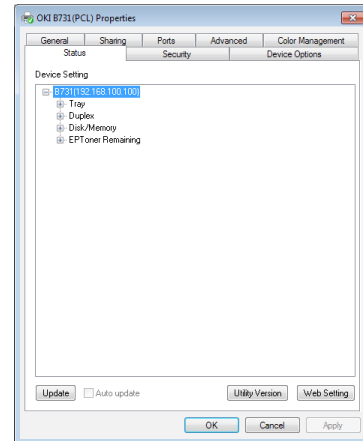 OKI B731(PCL) Properties
General Sharing Ports Advanced Color Management
Status Security Device Options
Device Setting
B731(192.168.100.100)
Tray
Duplex
Disk/Memory
EPToner Remaining
Update Auto update Utility Version Web Setting
OK Cancel Apply